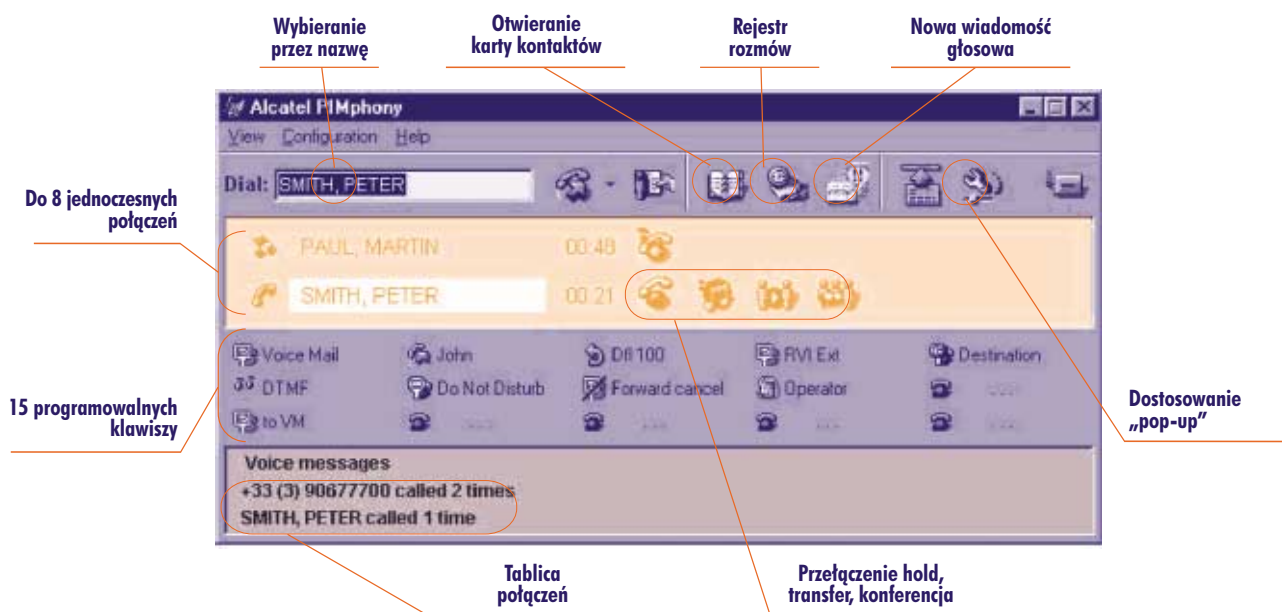 Wybieranie
przez nazwę
Otwieranie
karty kontaktów
Rejestr
rozmów
Nowa wiadomość
głosowa
Alcatel PIMphony
View Configuration Help
Dial: SMITH, PETER
Do 8 jednoczesnych
połączeń
PAUL, MARTIN 00:48
SMITH, PETER 00:21
Voice Mail John Dfl 100 RVI Ext Destination
DTMF Do Not Disturb Forward cancel Operator ....
to VM .... .... .... ....
15 programowalnych
klawiszy
Dostosowanie
„pop-up”
Voice messages
+33 (3) 90677700 called 2 times
SMITH, PETER called 1 time
Tablica
połączeń
Przełączenie hold,
transfer, konferencja